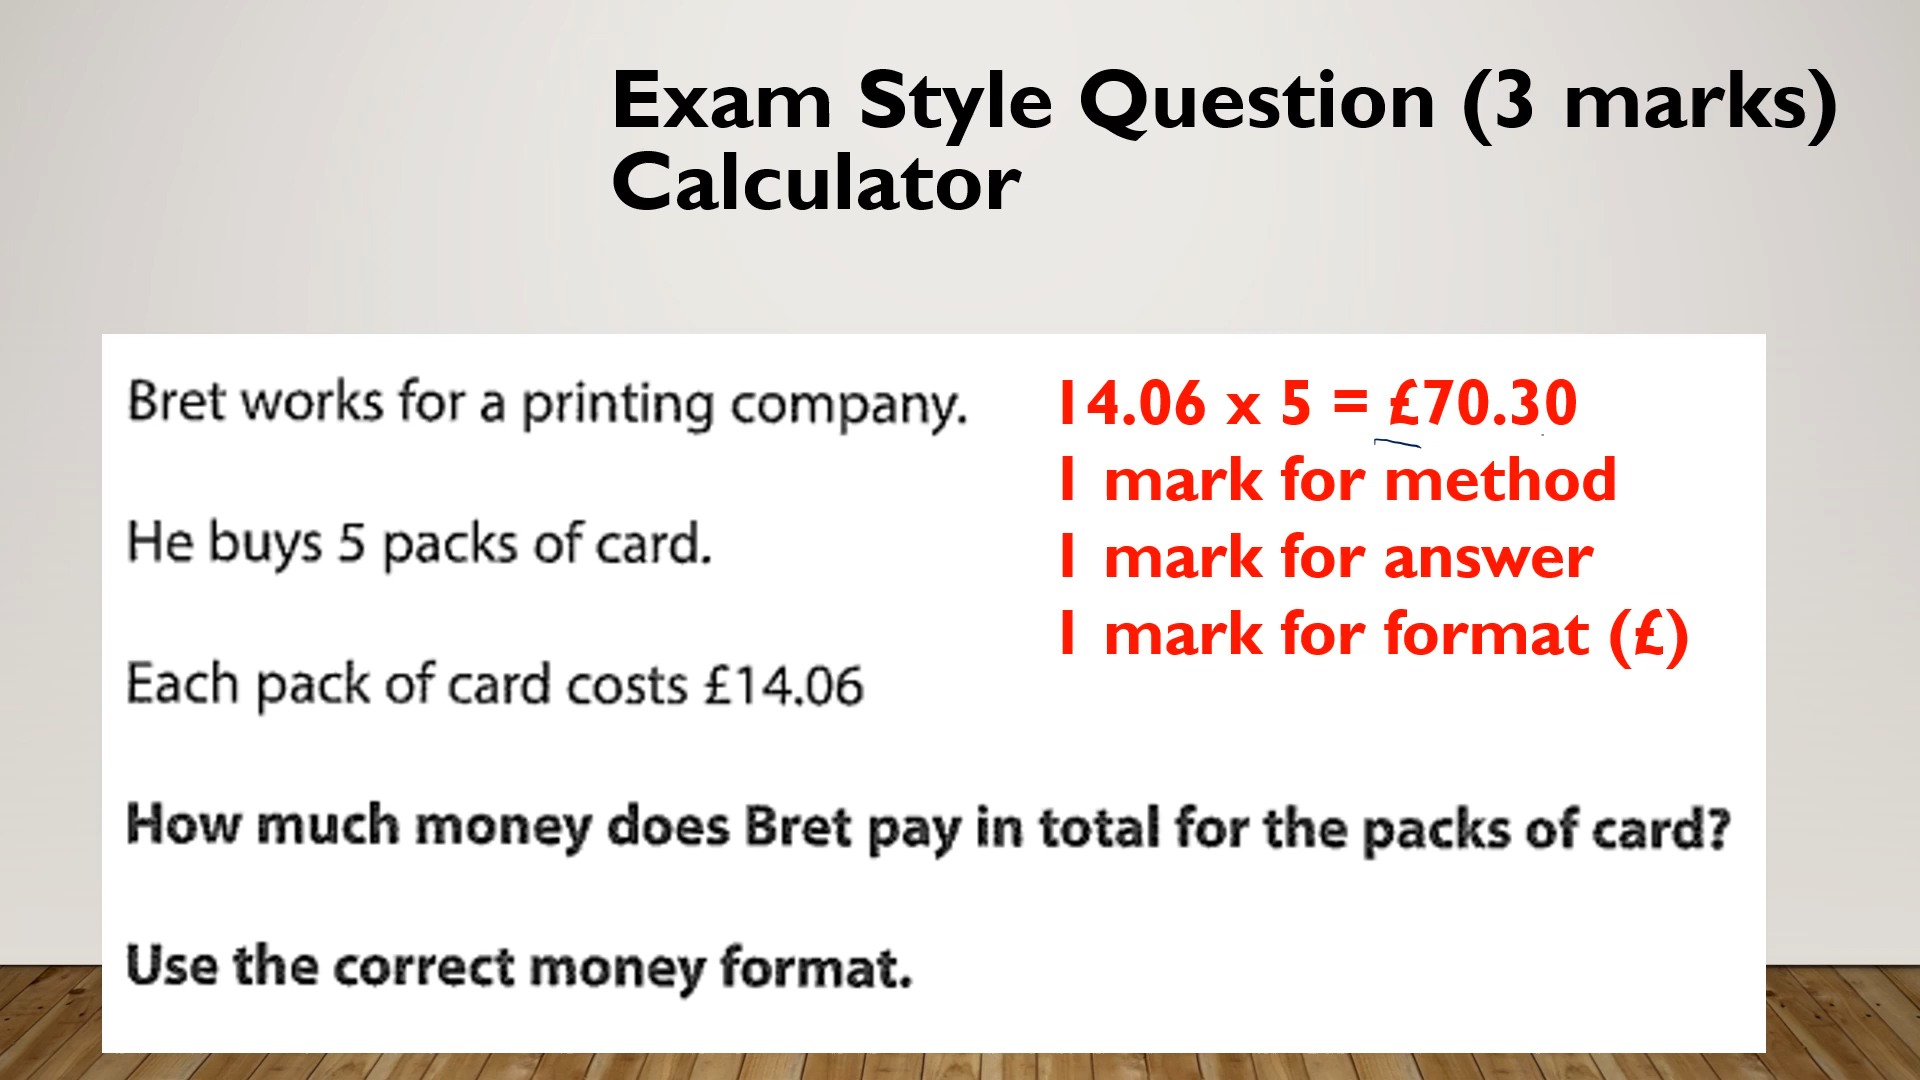 Exam Style Question (3 marks)
Calculator
Bret works for a printing company.
He buys 5 packs of card.
Each pack of card costs £14.06
How much money does Bret pay in total for the packs of card?
Use the correct money format.
14.06 x 5 = £70.30
1 mark for method
1 mark for answer
1 mark for format (£)